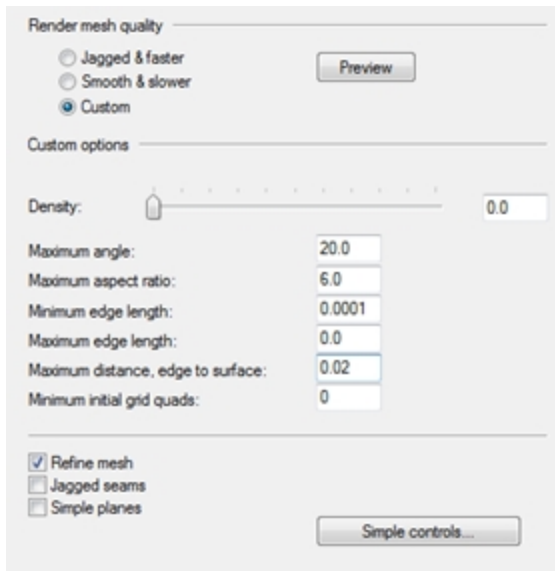 Render mesh quality
Jagged & faster
Preview
Smooth & slower
Custom
Custom options
Density: 0.0
Maximum angle: 20.0
Maximum aspect ratio: 6.0
Minimum edge length: 0.0001
Maximum edge length: 0.0
Maximum distance, edge to surface: 0.02
Minimum initial grid quads: 0
Refine mesh
Jagged seams
Simple planes
Simple controls...